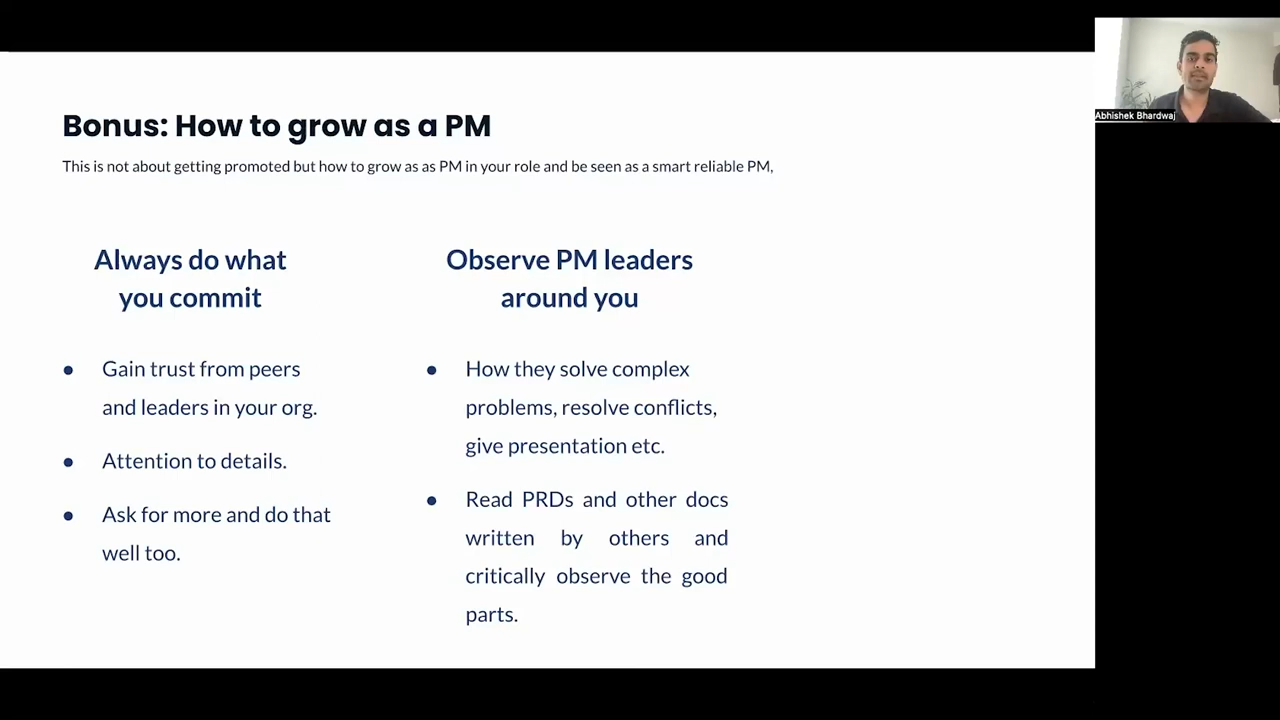 Bonus: How to grow as a PM
This is not about getting promoted but how to grow as as PM in your role and be seen as a smart reliable PM,
Always do what
you commit
Gain trust from peers
and leaders in your org.
Attention to details.
Ask for more and do that
well too.
Observe PM leaders
around you
How they solve complex
problems, resolve conflicts,
give presentation etc.
Read PRDs and other docs
written by others and
critically observe the good
parts.
Abhishek Bhardwaj